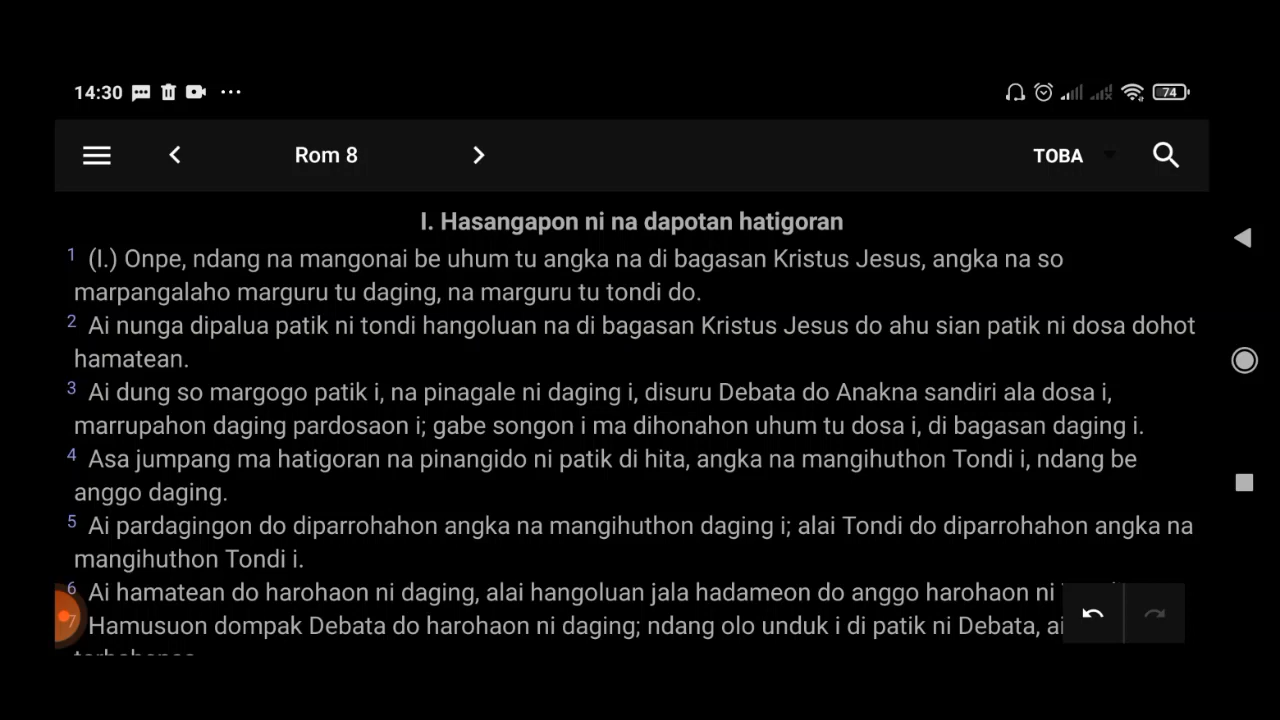 14:30
74
Rom 8
TOBA
I. Hasangapon ni na dapotan hatigoran
1 (I.) Onpe, ndang na mangonai be uhum tu angka na di bagasan Kristus Jesus, angka na so
marpangalaho marguru tu daging, na marguru tu tondi do.
2 Ai nunga dipalua patik ni tondi hangoluan na di bagasan Kristus Jesus do ahu sian patik ni dosa dohot
hamatean.
3 Ai dung so margogo patik i, na pinagale ni daging i, disuru Debata do Anakna sandiri ala dosa i,
marrupahon daging pardosaon i; gabe songon i ma dihonahon uhum tu dosa i, di bagasan daging i.
4 Asa jumpang ma hatigoran na pinangido ni patik di hita, angka na mangihuthon Tondi i, ndang be
anggo daging.
5 Ai pardagingon do diparrohahon angka na mangihuthon daging i; alai Tondi do diparrohahon angka na
mangihuthon Tondi i.
6 Ai hamatean do harohaon ni daging, alai hangoluan jala hadameon do anggo harohaon ni
7 Hamusuon dompak Debata do harohaon ni daging; ndang olo unduk i di patik ni Debata, ai